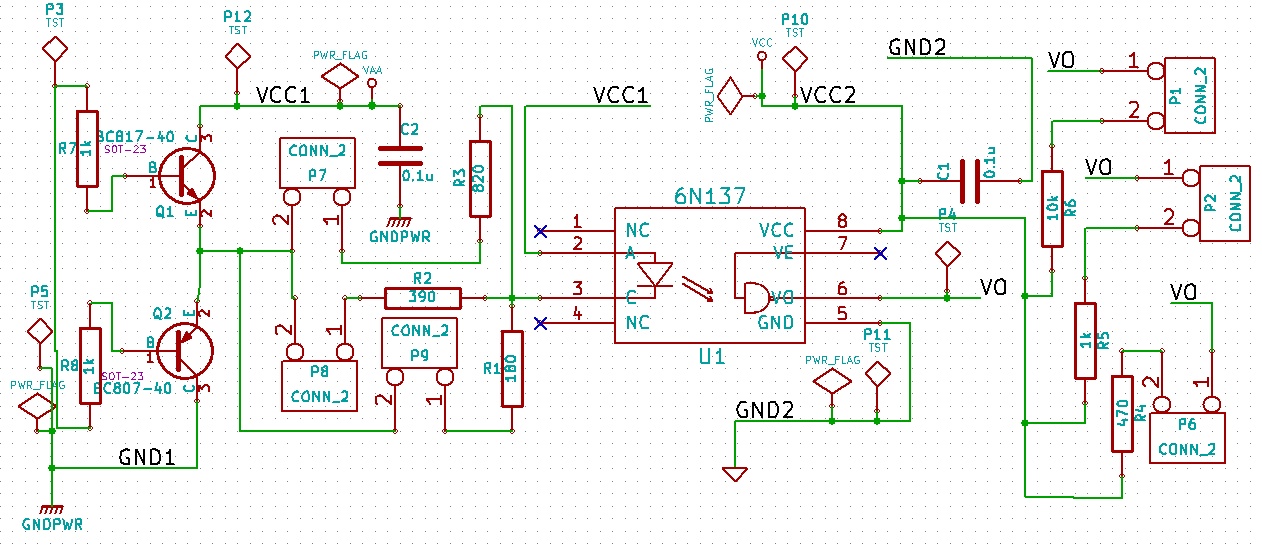 P3
TST
P12
TST
PWR_FLAG
VAA
VCC1
C2
0.1u
GNDPWR
R7
1k
BC817-40
SOT-23
C
3
B
1
E
2
Q1
CONN_2
P7
2
1
R3
820
VCC1
VCC
P10
TST
PWR_FLAG
VCC2
GND2
C1
0.1u
P4
TST
6N137
1
NC
2
A
3
C
4
NC
VCC
8
VE
7
VO
6
GND
5
U1
VO
VO
1
2
P1
CONN_2
VO
1
2
P2
CONN_2
10k
R6
P5
TST
R8
1k
PWR_FLAG
Q2
E
2
B
1
C
3
SOT-23
BC807-40
GND1
GNDPWR
R2
390
2
1
P8
CONN_2
CONN_2
P9
2
1
R1
180
P11
TST
PWR_FLAG
GND2
1k
R5
VO
470
R4
2
1
P6
CONN_2